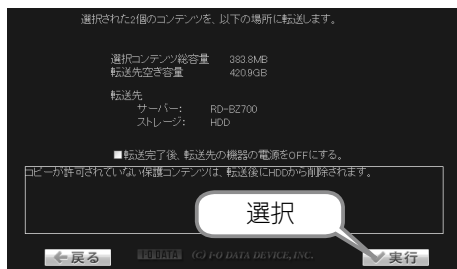 選択された2個のコンテンツを、以下の場所に転送します。
選択コンテンツ総容量 383.8MB
転送先空き容量 420.9GB
転送先
サーバー: RD-BZ700
ストレージ: HDD
■転送完了後、転送先の機器の電源をOFFにする。
コピーが許可されていない保護コンテンツは、転送後にHDDから削除されます。
選択
戻る I-O DATA (C) I-O DATA DEVICE, INC. 実行